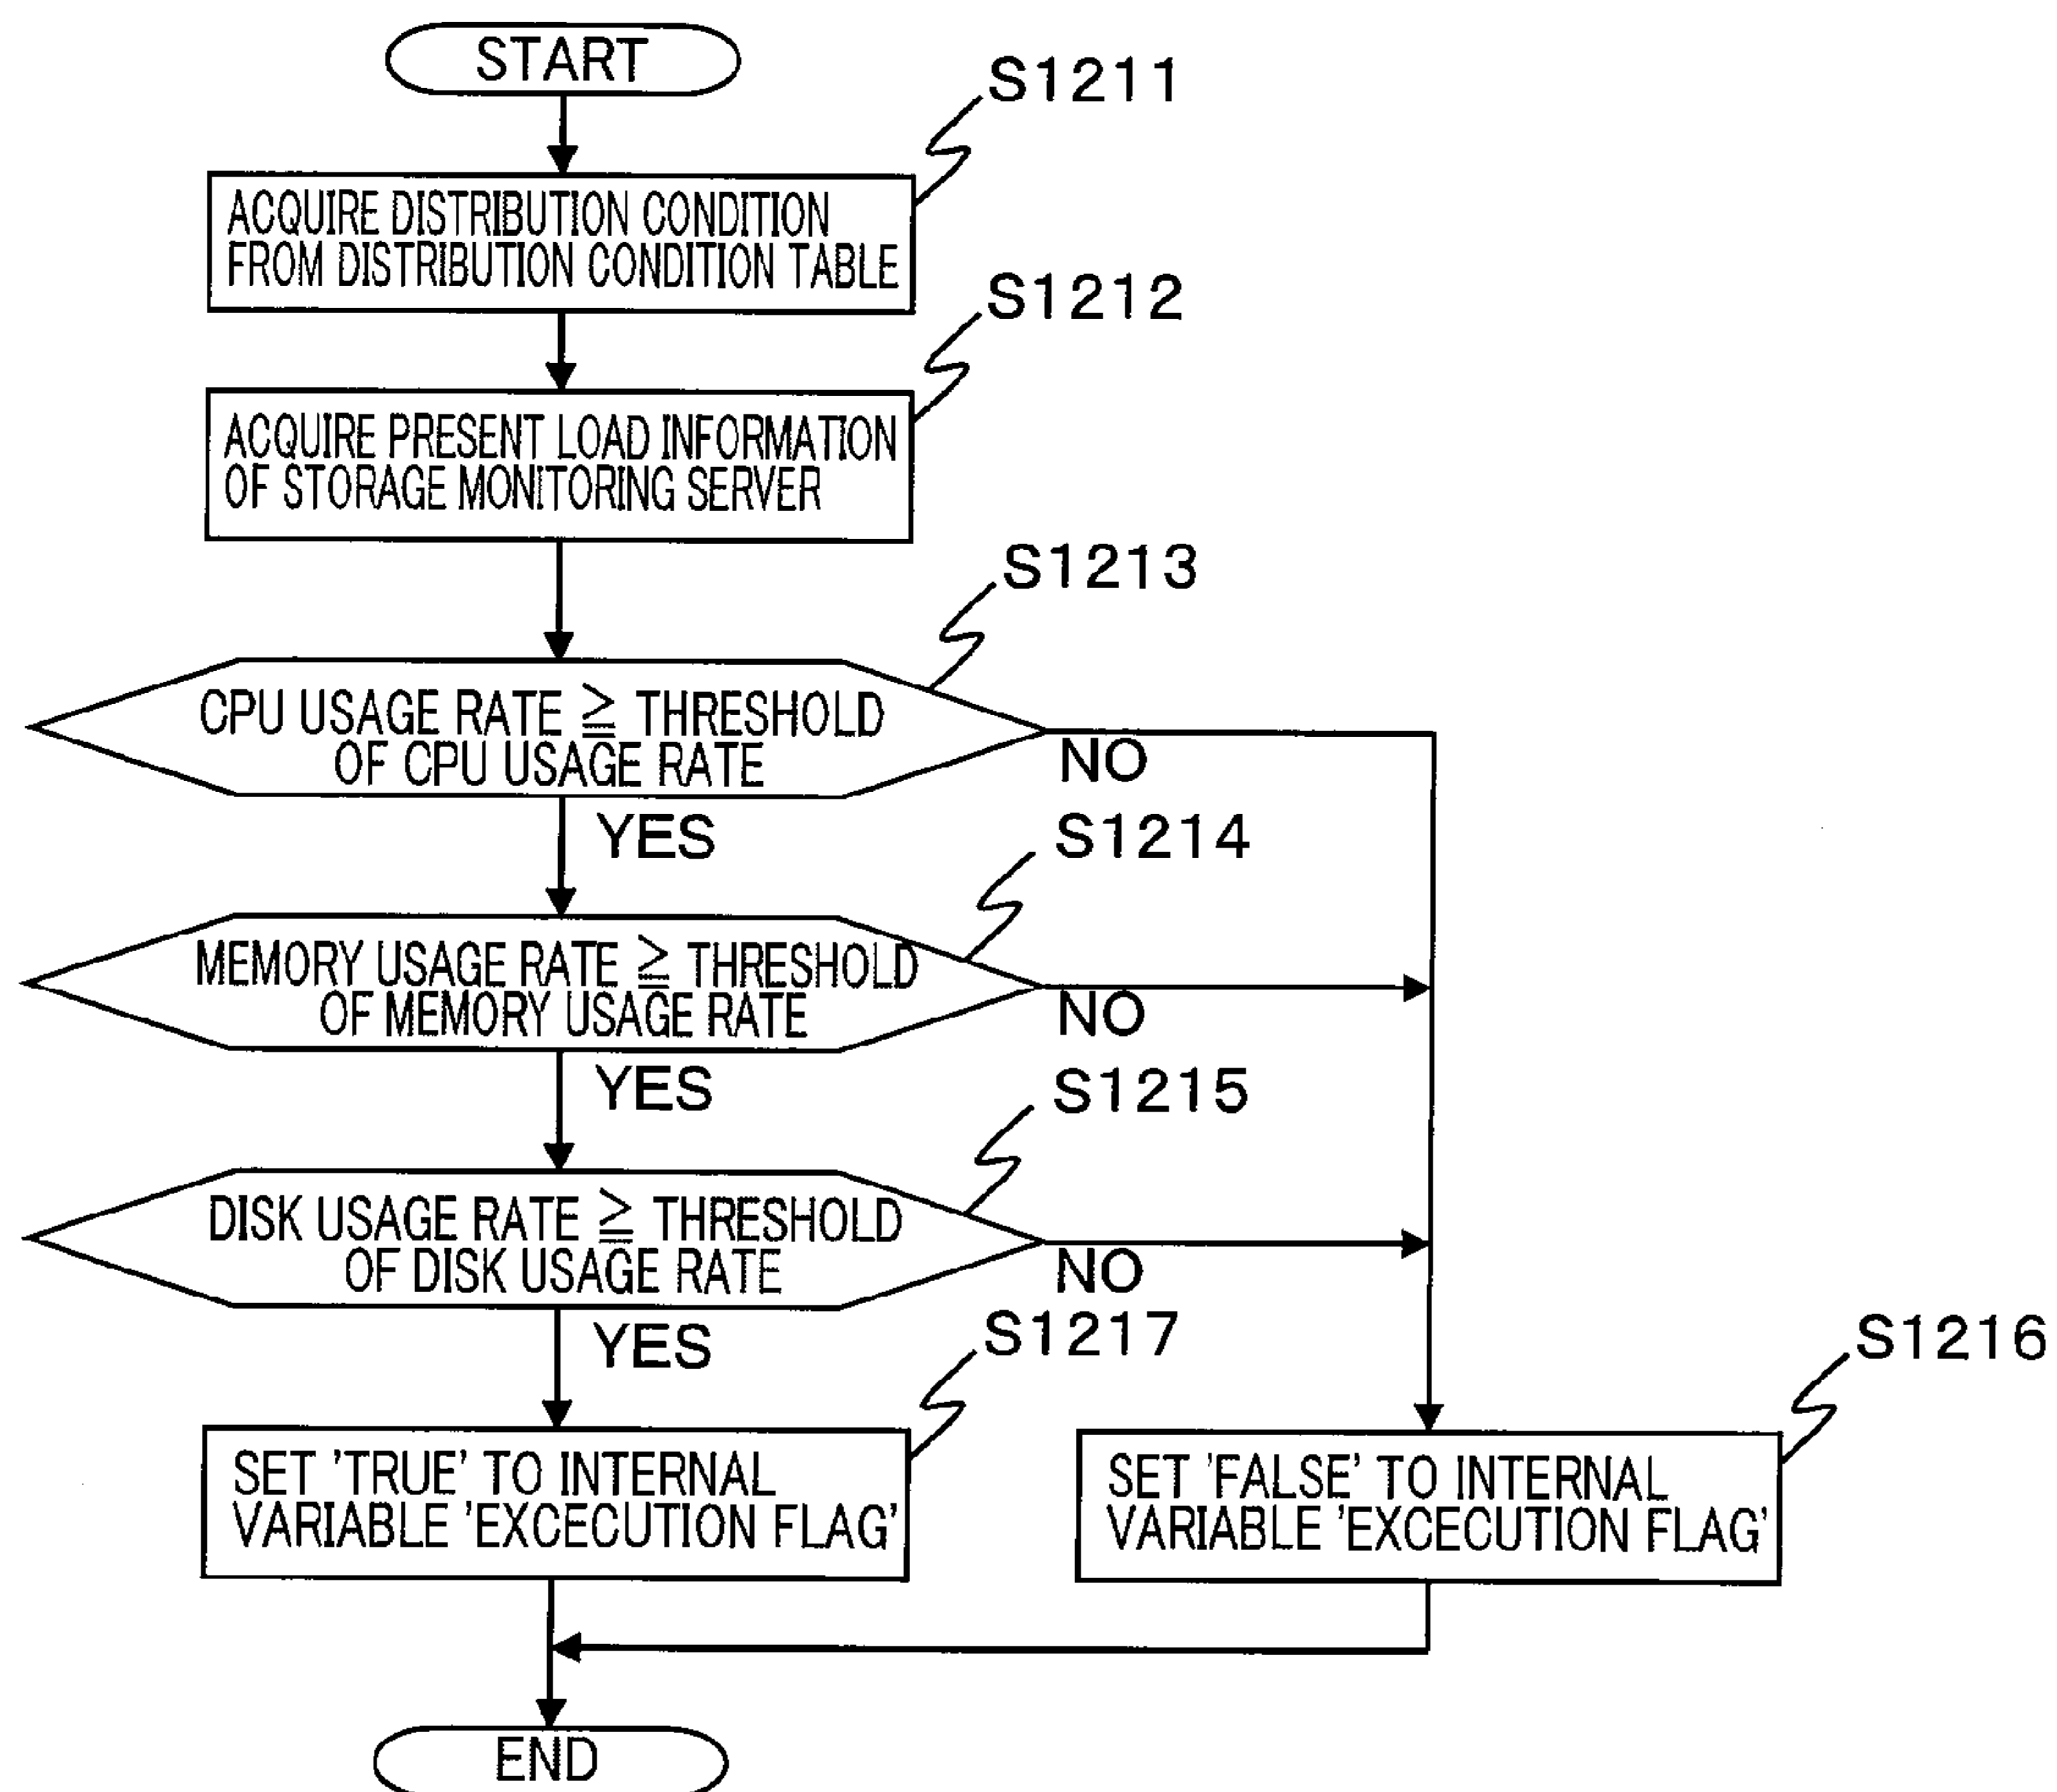 START
S1211
ACQUIRE DISTRIBUTION CONDITION
FROM DISTRIBUTION CONDITION TABLE
S1212
ACQUIRE PRESENT LOAD INFORMATION
OF STORAGE MONITORING SERVER
S1213
CPU USAGE RATE ≧ THRESHOLD
OF CPU USAGE RATE
NO
YES
S1214
MEMORY USAGE RATE ≧ THRESHOLD
OF MEMORY USAGE RATE
NO
YES
S1215
DISK USAGE RATE ≧ THRESHOLD
OF DISK USAGE RATE
NO
YES
S1217
S1216
SET 'TRUE' TO INTERNAL
VARIABLE 'EXCECUTION FLAG'
SET 'FALSE' TO INTERNAL
VARIABLE 'EXCECUTION FLAG'
END